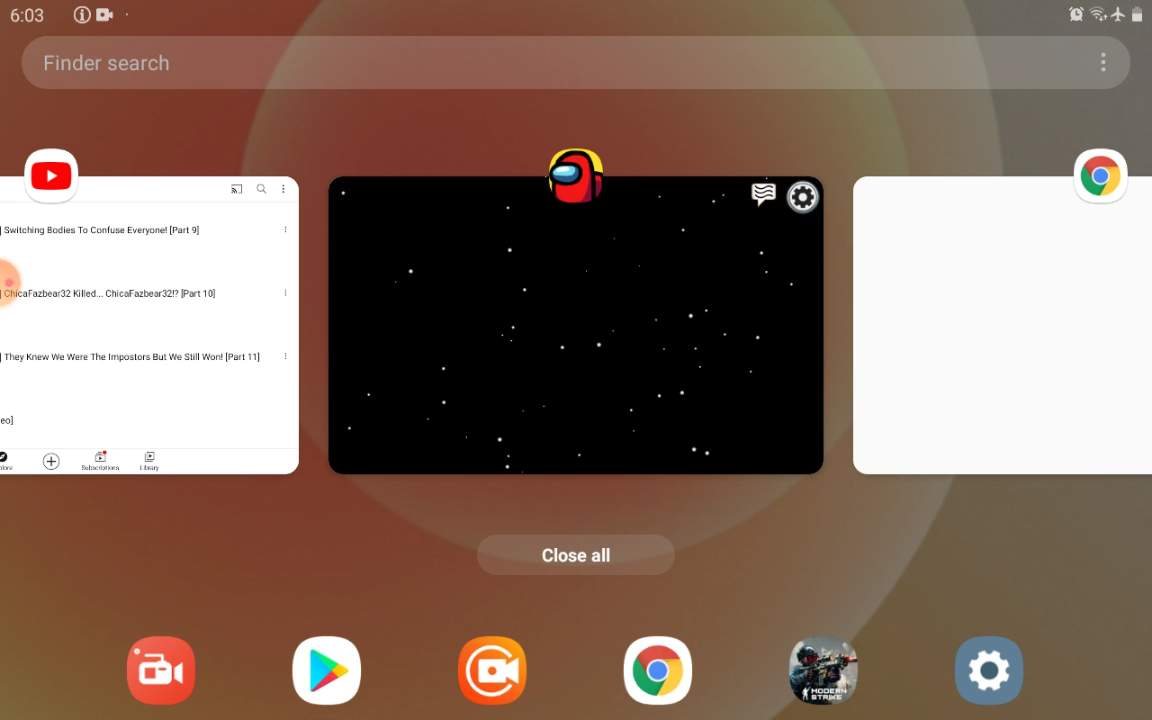 6:03
Finder search
Switching Bodies To Confuse Everyone! [Part 9]
ChicaFazbear32 Killed... ChicaFazbear32!? [Part 10]
They Knew We Were The Impostors But We Still Won! [Part 11]
eo]
plore
Subscriptions
Library
Close all
MODERN
STRIKE